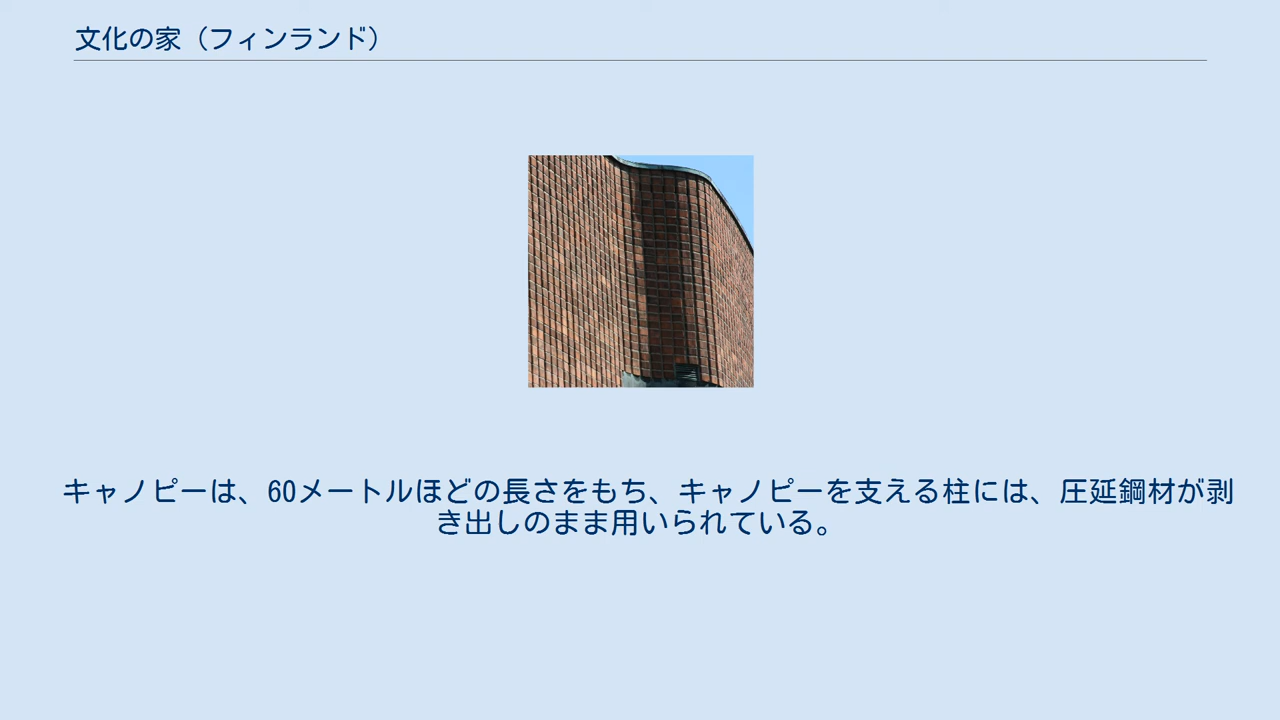 文化の家（フィンランド）
キャノピーは、60メートルほどの長さをもち、キャノピーを支える柱には、圧延鋼材が剥
き出しのまま用いられている。